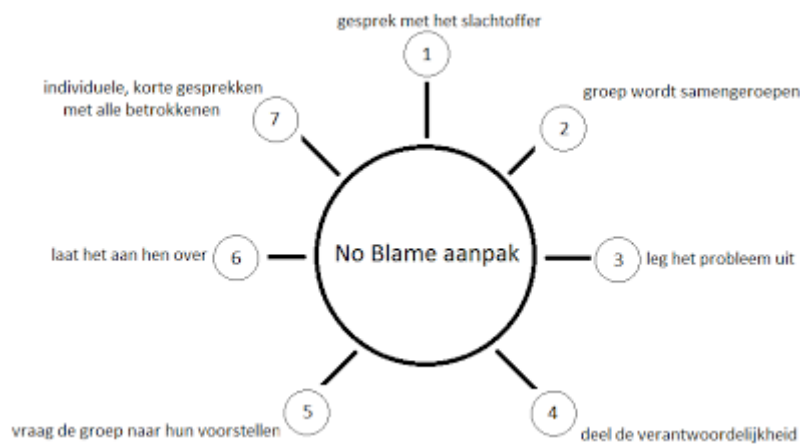 gesprek met het slachtoffer
1
groep wordt samengeroepen
2
3
leg het probleem uit
4
deel de verantwoordelijkheid
5
vraag de groep naar hun voorstellen
6
laat het aan hen over
7
individuele, korte gesprekken
met alle betrokkenen
No Blame aanpak